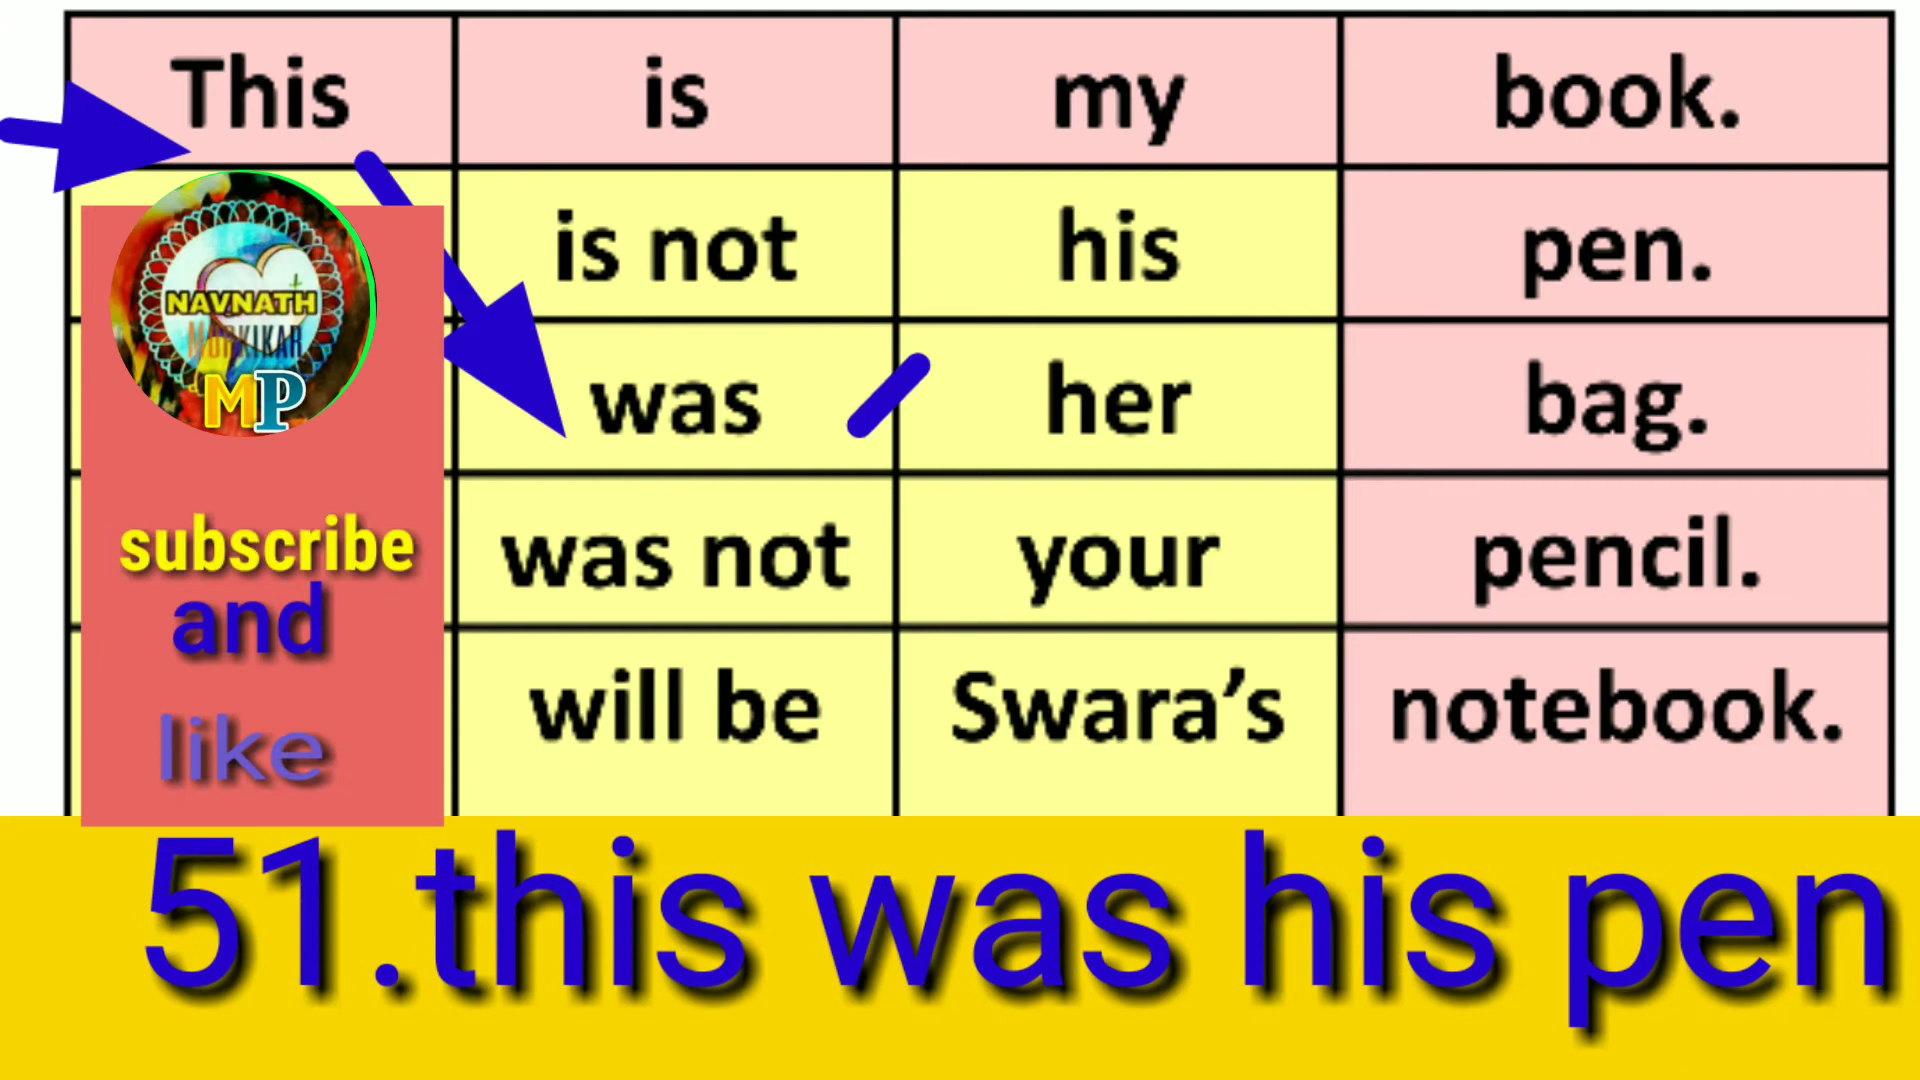 This is my book.
is not his pen.
was her bag.
was not your pencil.
will be Swara's notebook.
NAVNATH
MURKIKAR
MP
subscribe
and
like
51.this was his pen